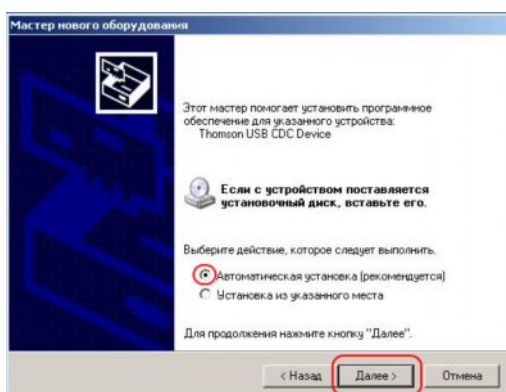 Мастер нового оборудования
Этот мастер помогает установить программное
обеспечение для указанного устройства:
Thomson USB CDC Device
Если с устройством поставляется
установочный диск, вставьте его.
Выберите действие, которое следует выполнить.
Автоматическая установка (рекомендуется)
Установка из указанного места
Для продолжения нажмите кнопку "Далее".
< Назад
Далее >
Отмена